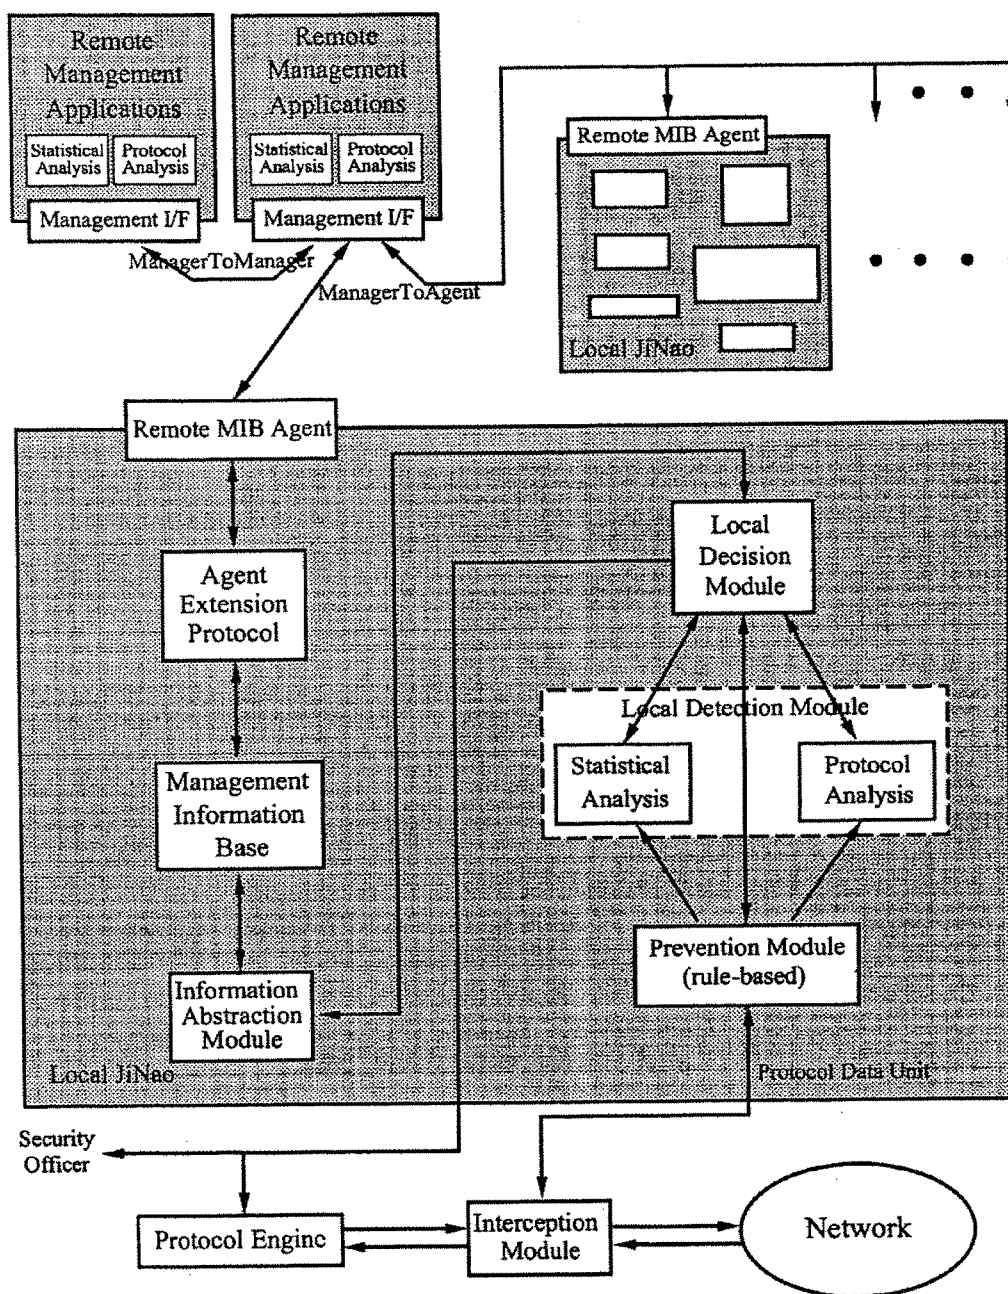 Remote
Management
Applications
Statistical
Analysis
Protocol
Analysis
Management I/F
Remote
Management
Applications
Statistical
Analysis
Protocol
Analysis
Management I/F
ManagerToManager
ManagerToAgent
Remote MIB Agent
Local JiNao
Remote MIB Agent
Agent
Extension
Protocol
Management
Information
Base
Information
Abstraction
Module
Local JiNao
Local
Decision
Module
Local Detection Module
Statistical
Analysis
Protocol
Analysis
Prevention Module
(rule-based)
Protocol Data Unit
Security
Officer
Protocol Engine
Interception
Module
Network